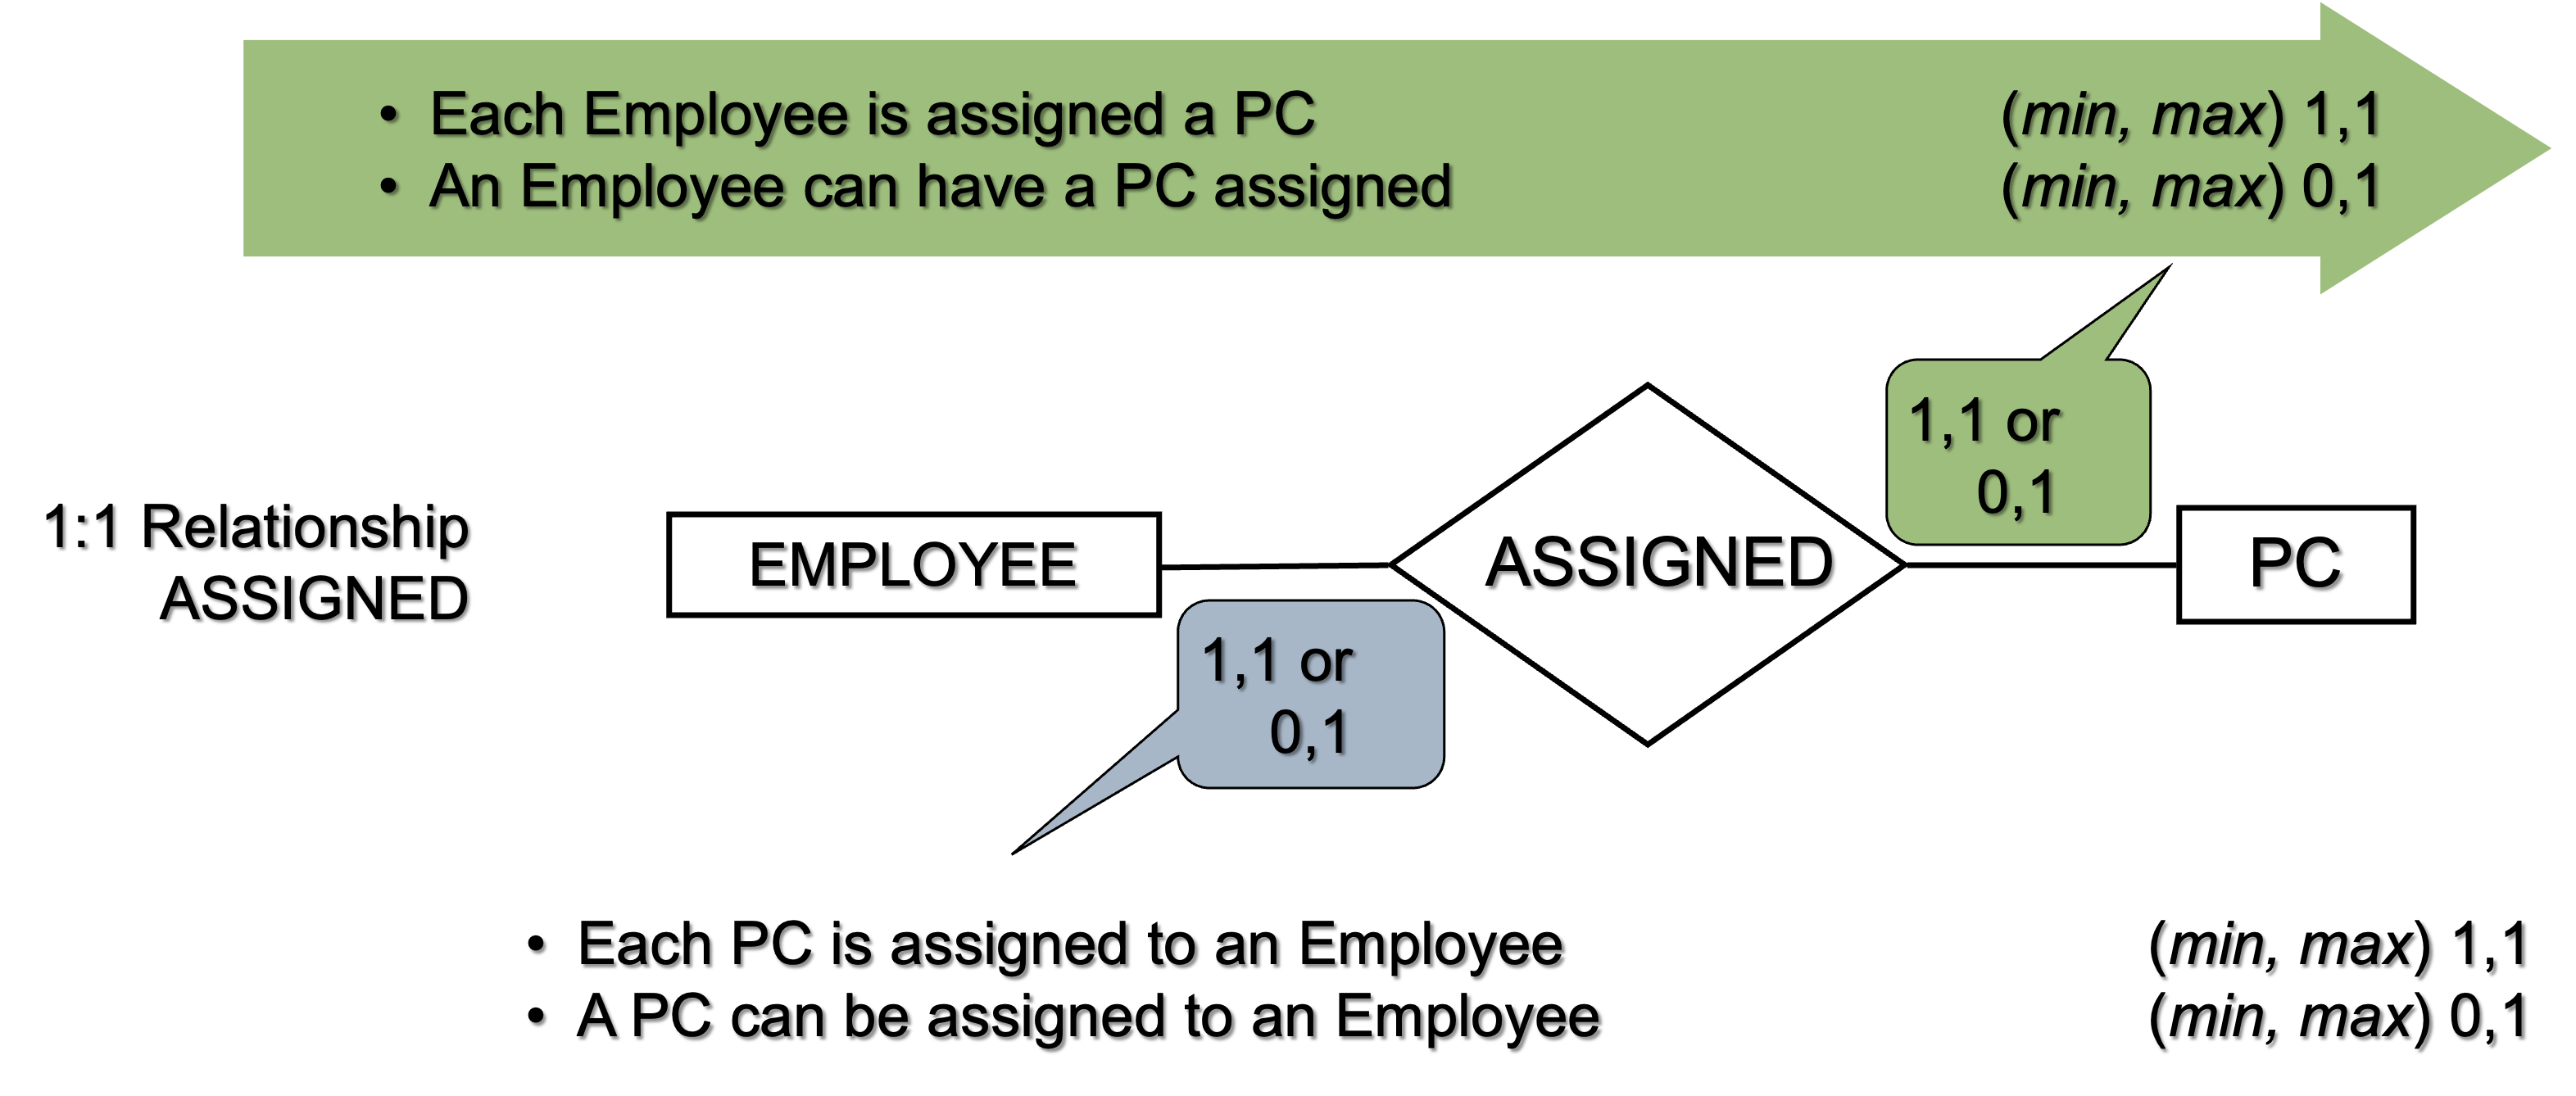 • Each Employee is assigned a PC (min, max) 1,1
• An Employee can have a PC assigned (min, max) 0,1
1,1 or
0,1
1:1 Relationship
ASSIGNED
EMPLOYEE
ASSIGNED
PC
1,1 or
0,1
• Each PC is assigned to an Employee (min, max) 1,1
• A PC can be assigned to an Employee (min, max) 0,1